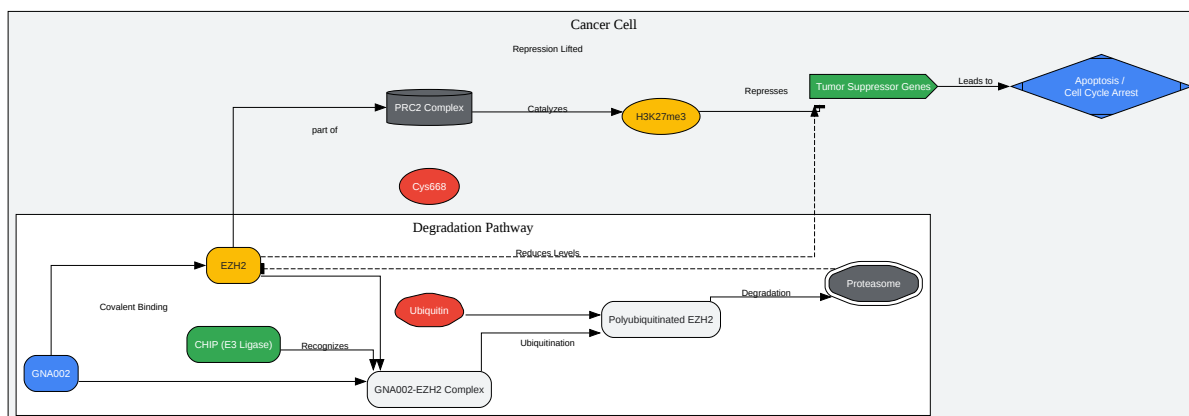 Cancer Cell
Repression Lifted
Apoptosis /
Cell Cycle Arrest
Tumor Suppressor Genes
Leads to
Represses
PRC2 Complex
Catalyzes
H3K27me3
part of
Cys668
Degradation Pathway
Reduces Levels
EZH2
Proteasome
Degradation
Covalent Binding
Ubiquitin
Polyubiquitinated EZH2
CHIP (E3 Ligase)
Recognizes
Ubiquitination
GNA002
GNA002-EZH2 Complex